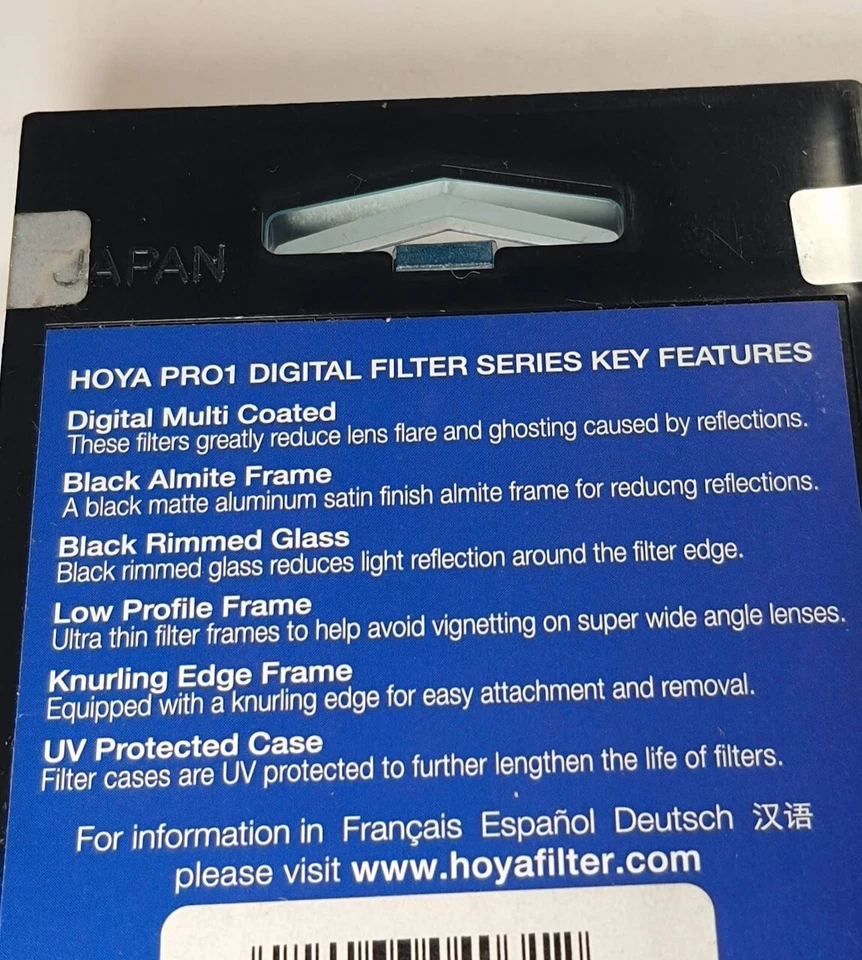 JAPAN
HOYA PRO1 DIGITAL FILTER SERIES KEY FEATURES
Digital Multi Coated
These filters greatly reduce lens flare and ghosting caused by reflections.
Black Almite Frame
A black matte aluminum satin finish almite frame for reducng reflections.
Black Rimmed Glass
Black rimmed glass reduces light reflection around the filter edge.
Low Profile Frame
Ultra thin filter frames to help avoid vignetting on super wide angle lenses.
Knurling Edge Frame
Equipped with a knurling edge for easy attachment and removal.
UV Protected Case
Filter cases are UV protected to further lengthen the life of filters.
For information in Français Español Deutsch 汉语
please visit www.hoyafilter.com